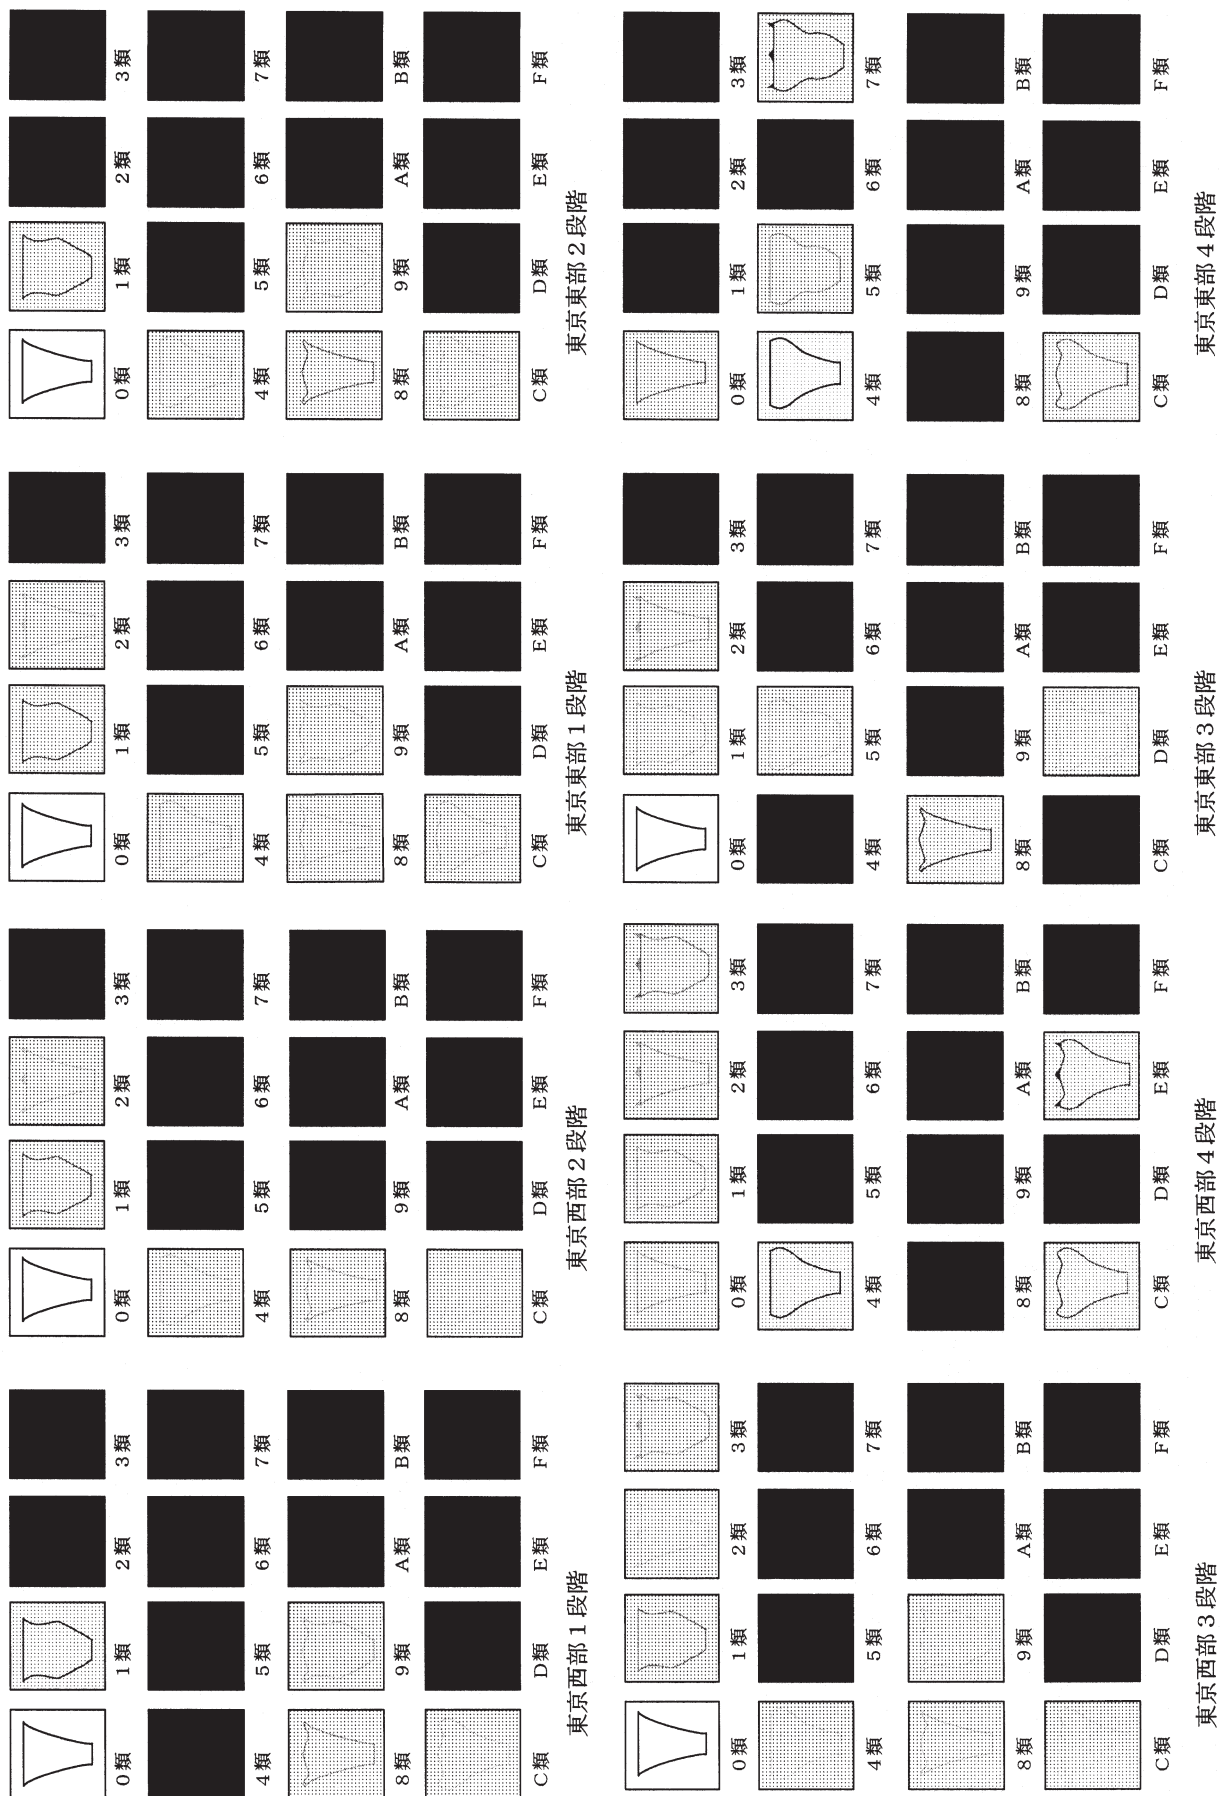 0類 1類 2類 3類
4類 5類 6類 7類
8類 9類 A類 B類
C類 D類 E類 F類
東京西部1段階
0類 1類 2類 3類
4類 5類 6類 7類
8類 9類 A類 B類
C類 D類 E類 F類
東京西部2段階
0類 1類 2類 3類
4類 5類 6類 7類
8類 9類 A類 B類
C類 D類 E類 F類
東京東部1段階
0類 1類 2類 3類
4類 5類 6類 7類
8類 9類 A類 B類
C類 D類 E類 F類
東京東部2段階
0類 1類 2類 3類
4類 5類 6類 7類
8類 9類 A類 B類
C類 D類 E類 F類
東京西部3段階
0類 1類 2類 3類
4類 5類 6類 7類
8類 9類 A類 B類
C類 D類 E類 F類
東京西部4段階
0類 1類 2類 3類
4類 5類 6類 7類
8類 9類 A類 B類
C類 D類 E類 F類
東京東部3段階
0類 1類 2類 3類
4類 5類 6類 7類
8類 9類 A類 B類
C類 D類 E類 F類
東京東部4段階